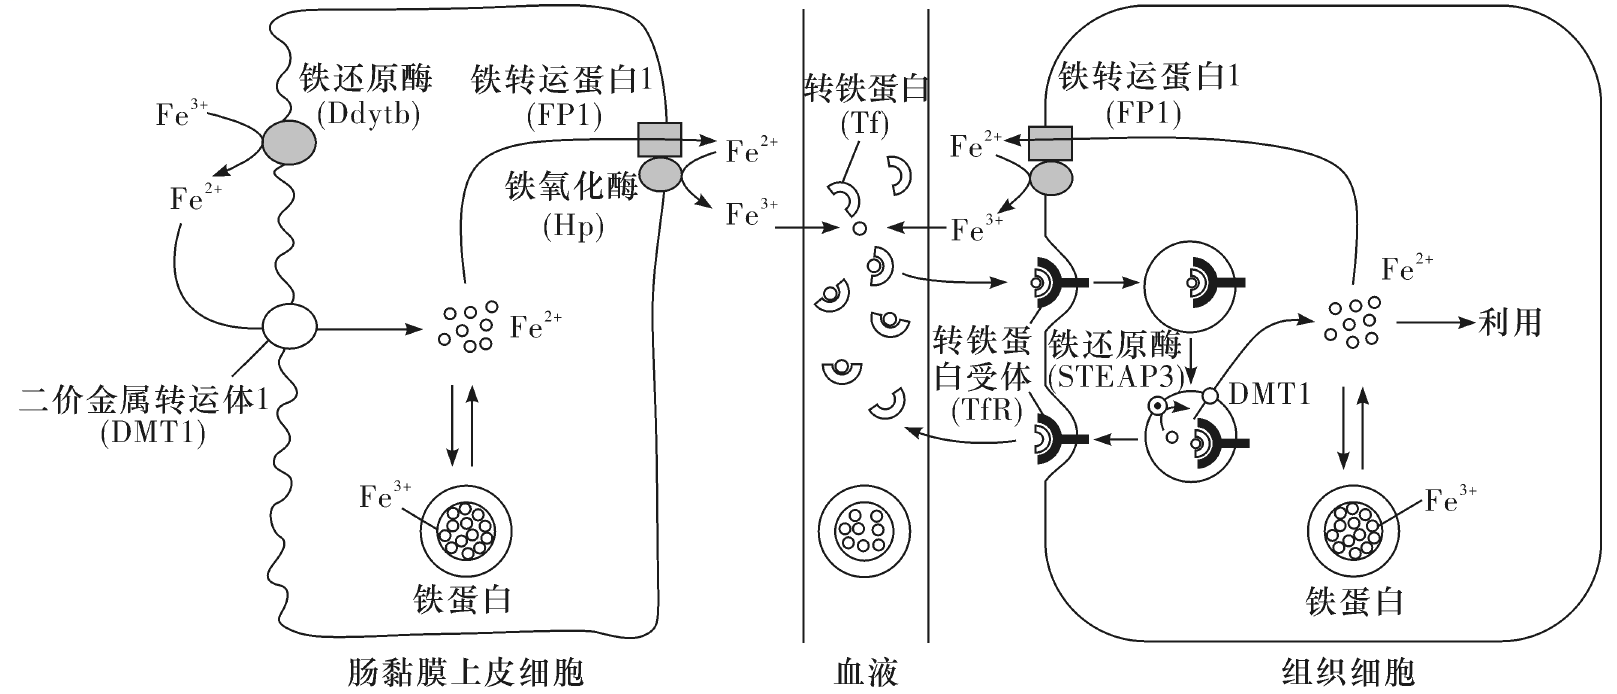 铁还原酶
(Ddytb)
Fe³⁺
Fe²⁺
二价金属转运体1
(DMT1)
铁转运蛋白1
(FP1)
铁氧化酶
(Hp)
Fe²⁺
Fe³⁺
Fe²⁺
Fe³⁺
铁蛋白
肠黏膜上皮细胞
转铁蛋白
(Tf)
血液
铁转运蛋白1
(FP1)
Fe²⁺
Fe³⁺
转铁蛋
白受体
(TfR)
铁还原酶
(STEAP3)
DMT1
Fe²⁺
利用
Fe³⁺
铁蛋白
组织细胞